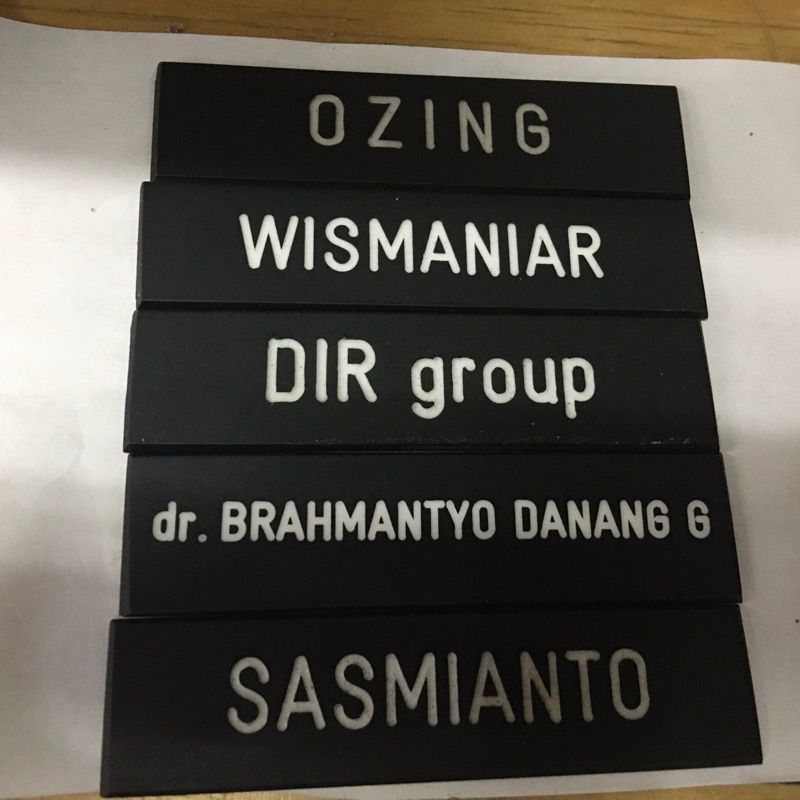 OZING
WISMANIAR
DIR group
dr. BRAHMANTYO DANANG G
SASMIANTO